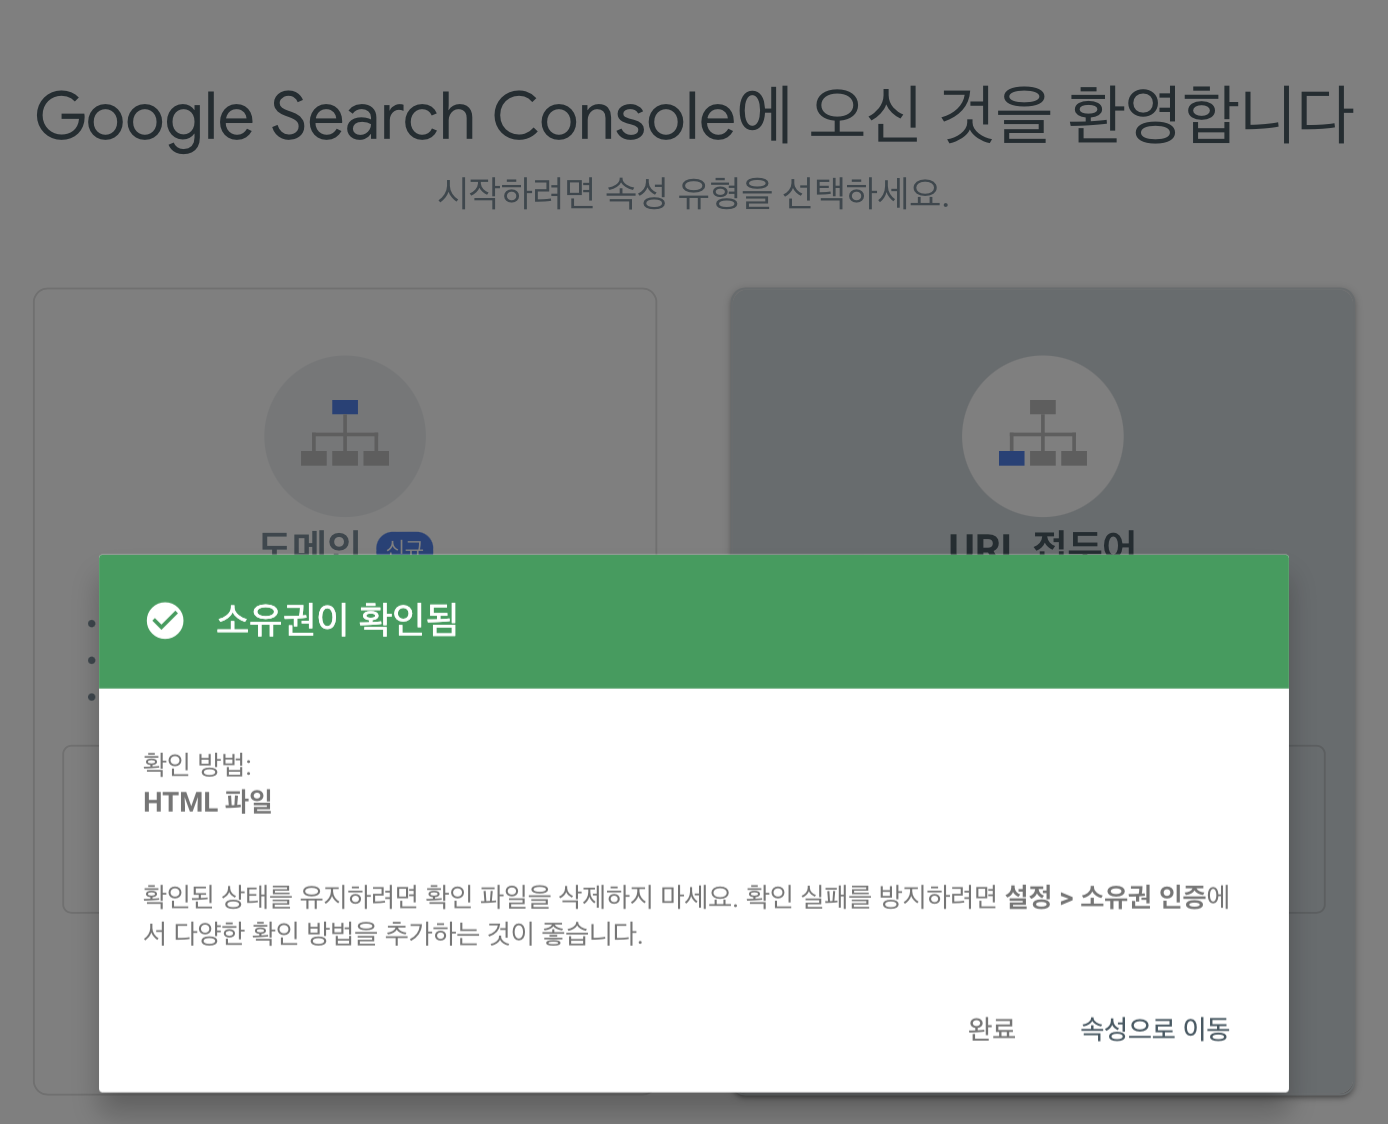 Google Search Console에 오신 것을 환영합니다
시작하려면 속성 유형을 선택하세요.
도메인 신규
URL 접두어
소유권이 확인됨
확인 방법:
HTML 파일
확인된 상태를 유지하려면 확인 파일을 삭제하지 마세요. 확인 실패를 방지하려면 설정 > 소유권 인증에
서 다양한 확인 방법을 추가하는 것이 좋습니다.
완료 속성으로 이동